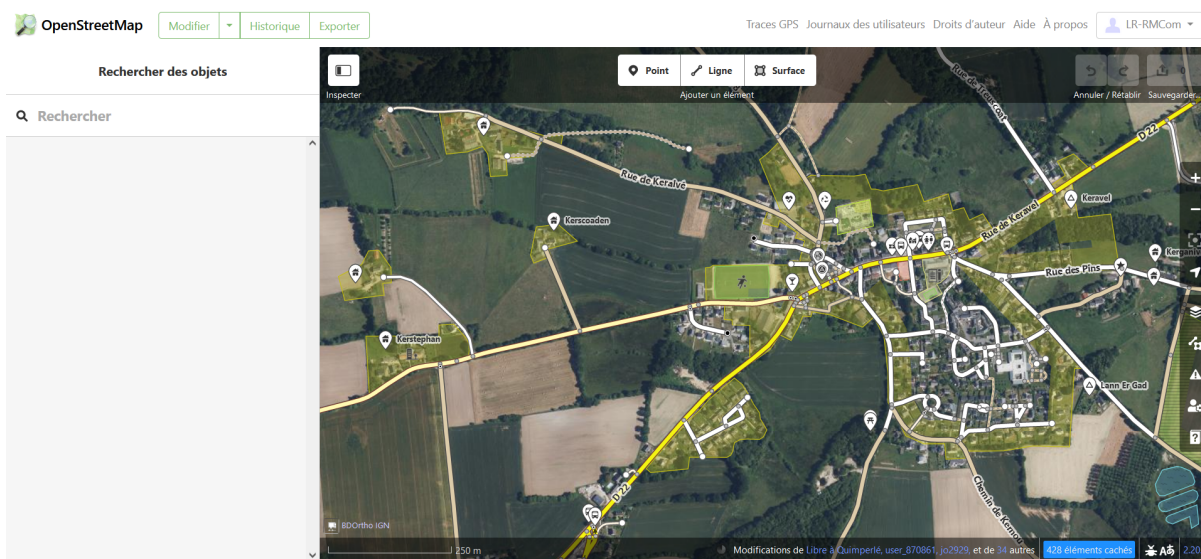 OpenStreetMap
Modifier
Historique
Exporter
Traces GPS Journaux des utilisateurs Droits d'auteur Aide À propos
LR-RMCom
Rechercher des objets
Rechercher
Inspecter
Point
Ligne
Surface
Ajouter un élément
Annuler / Rétablir
Sauvegarder
Rue de Keralvé
D 22
Keravel
Rue de Keravel
Kerscoaden
Rue des Pins
Kerstephan
Lann Er Gad
D 22
BDOrtho IGN
250 m
Modifications de Libre à Quimperlé, user_870861, jo2929, et de 34 autres
428 éléments cachés